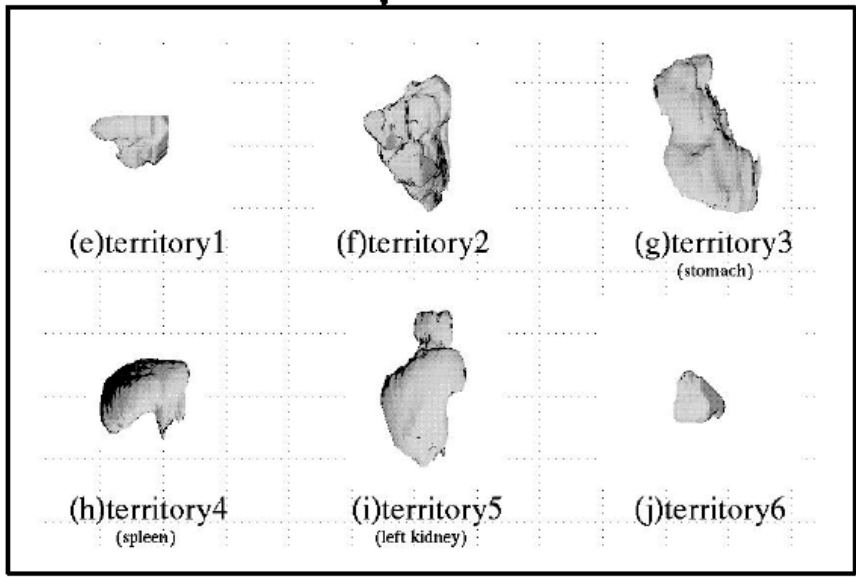 (e)territory1 (f)territory2 (g)territory3
(stomach)
(h)territory4 (i)territory5 (j)territory6
(spleen) (left kidney)